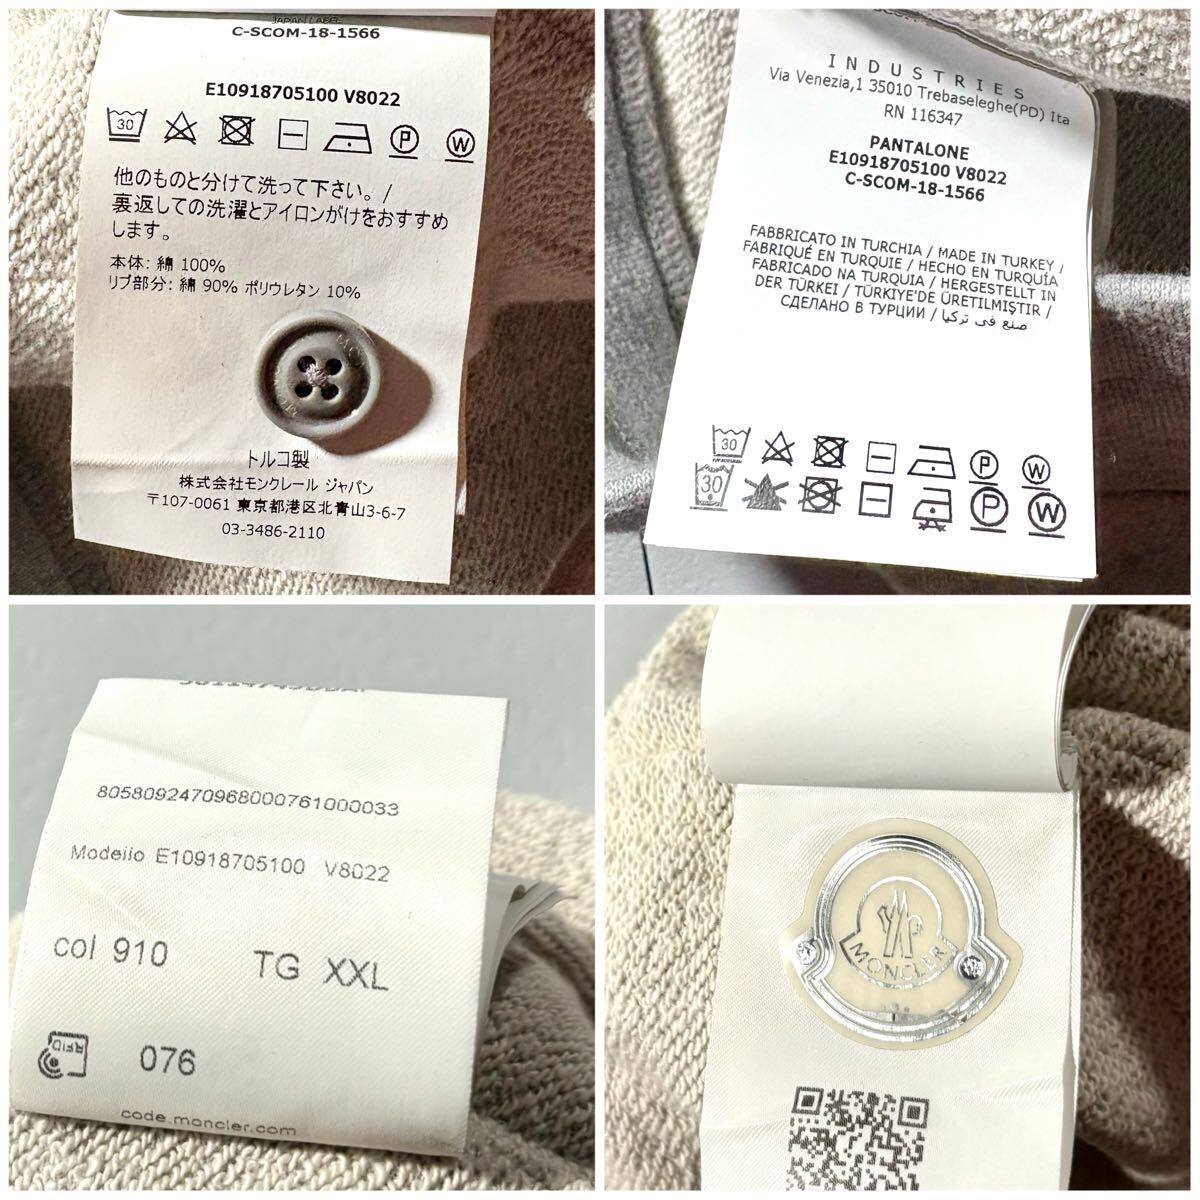 JAPAN LABEL
C-SCOM-18-1566
E10918705100 V8022
30
P
W
他のものと分けて洗って下さい。/
裏返しての洗濯とアイロンがけをおすすめ
します。
本体: 綿 100%
リブ部分: 綿 90% ポリウレタン 10%
トルコ製
株式会社モンクレール ジャパン
〒107-0061 東京都港区北青山3-6-7
03-3486-2110
INDUSTRIES
Via Venezia,1 35010 Trebaseleghe(PD) Ita
RN 116347
PANTALONE
E10918705100 V8022
C-SCOM-18-1566
FABBRICATO IN TURCHIA / MADE IN TURKEY /
FABRIQUÉ EN TURQUIE / HECHO EN TURQUÍA
FABRICADO NA TURQUIA / HERGESTELLT IN
DER TÜRKEI / TÜRKIYE'DE ÜRETILMIŞTIR /
СДЕЛАНО В ТУРЦИИ / صنع في تركيا
30
P
W
30
P
W
8058092470968000761000033
Modello E10918705100 V8022
col 910 TG XXL
RFID
076
code.moncler.com
MONCLER